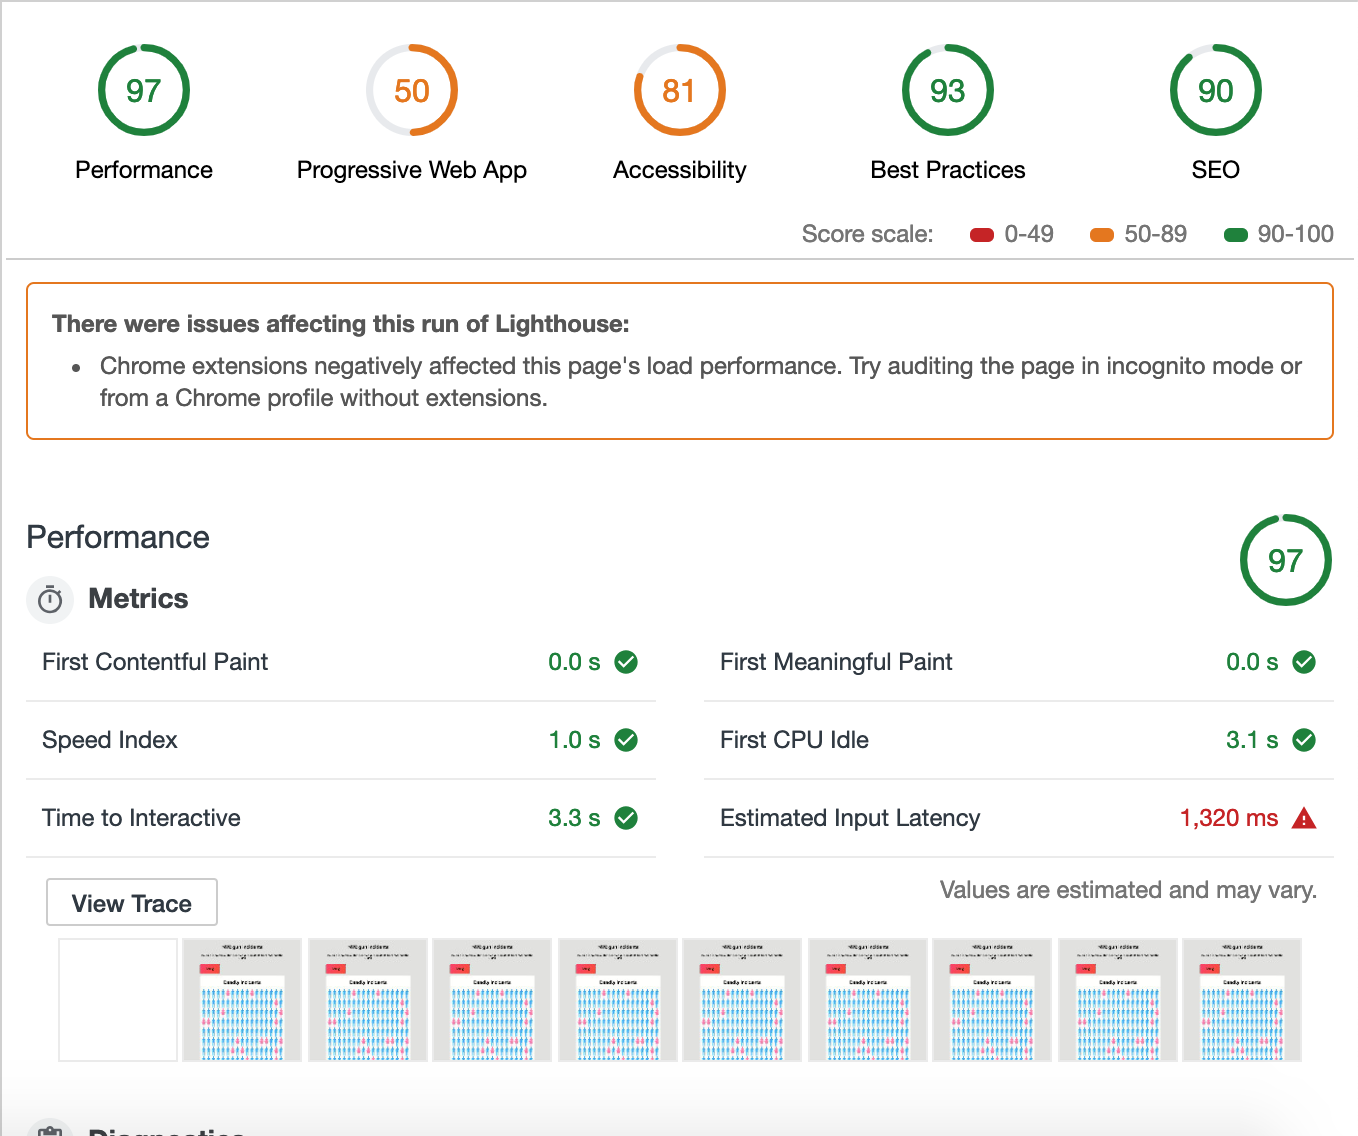 97
50
81
93
90
Performance
Progressive Web App
Accessibility
Best Practices
SEO
Score scale:
0-49
50-89
90-100
There were issues affecting this run of Lighthouse:
Chrome extensions negatively affected this page's load performance. Try auditing the page in incognito mode or
from a Chrome profile without extensions.
Performance
97
Metrics
First Contentful Paint
0.0 s
First Meaningful Paint
0.0 s
Speed Index
1.0 s
First CPU Idle
3.1 s
Time to Interactive
3.3 s
Estimated Input Latency
1,320 ms
View Trace
Values are estimated and may vary.
Diagnostics